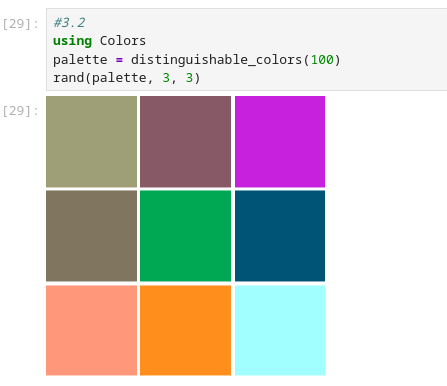 [29]: #3.2
using Colors
palette = distinguishable_colors(100)
rand(palette, 3, 3)
[29]: